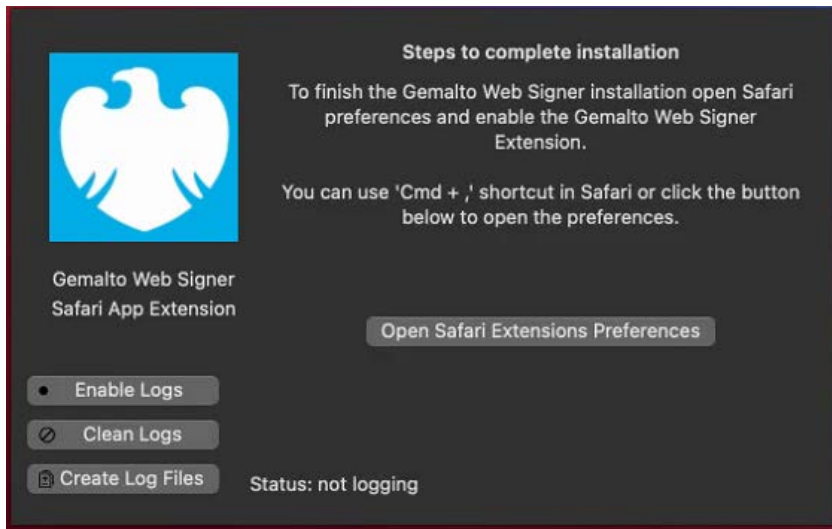 Steps to complete installation
To finish the Gemalto Web Signer installation open Safari
preferences and enable the Gemalto Web Signer
Extension.
You can use 'Cmd + ,' shortcut in Safari or click the button
below to open the preferences.
Gemalto Web Signer
Safari App Extension
Open Safari Extensions Preferences
Enable Logs
Clean Logs
Create Log Files
Status: not logging